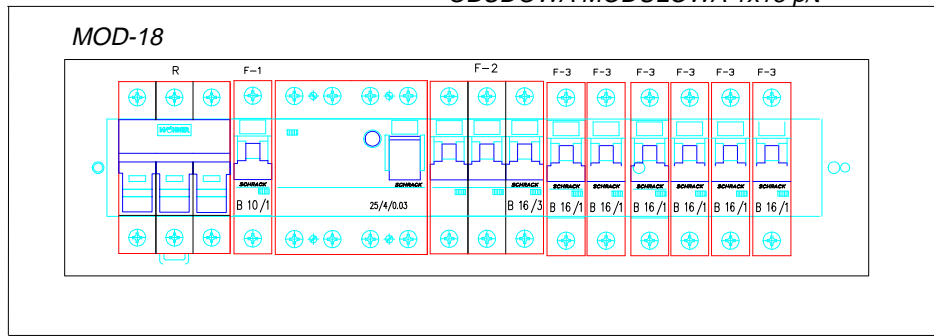 MOD-18
R F-1 F-2 F-3 F-3 F-3 F-3 F-3 F-3
WÖHNER
SCHRACK SCHRACK SCHRACK SCHRACK SCHRACK SCHRACK SCHRACK SCHRACK SCHRACK
B 10/1 25/4/0.03 B 16/3 B 16/1 B 16/1 B 16/1 B 16/1 B 16/1 B 16/1